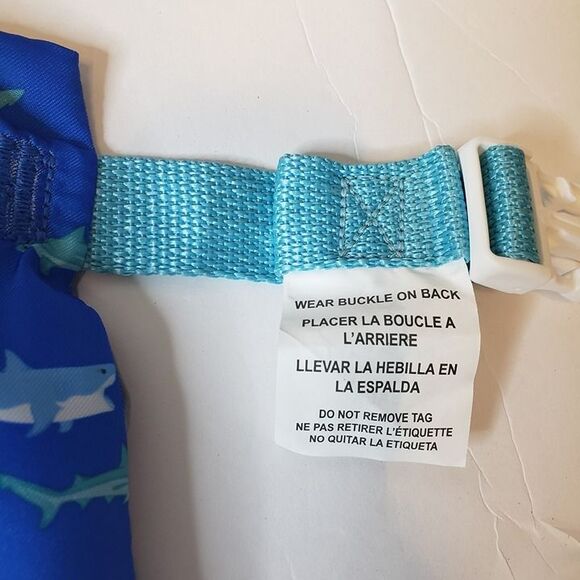 WEAR BUCKLE ON BACK
PLACER LA BOUCLE A
L'ARRIERE
LLEVAR LA HEBILLA EN
LA ESPALDA
DO NOT REMOVE TAG
NE PAS RETIRER L'ÉTIQUETTE
NO QUITAR LA ETIQUETA